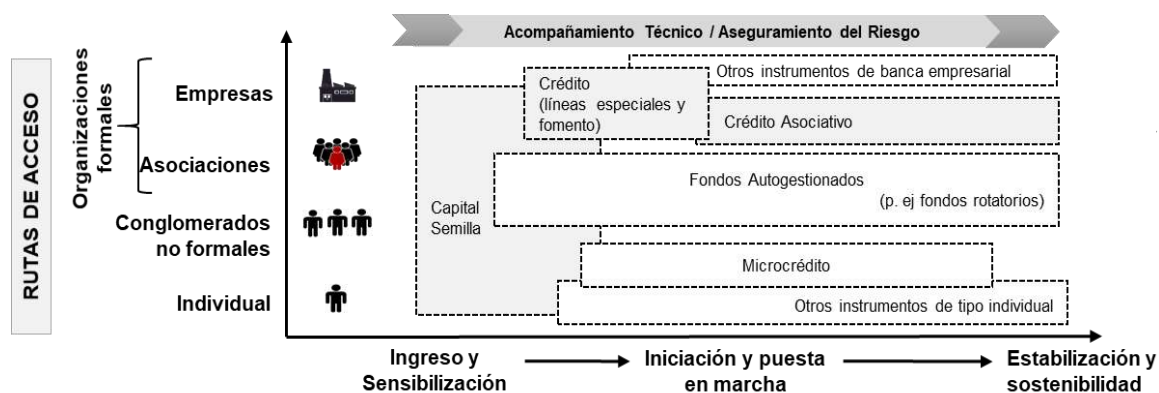 Acompañamiento Técnico / Aseguramiento del Riesgo
RUTAS DE ACCESO
Organizaciones
formales
Empresas
Asociaciones
Conglomerados
no formales
Individual
Otros instrumentos de banca empresarial
Crédito
(líneas especiales y
fomento)
Crédito Asociativo
Fondos Autogestionados
(p. ej fondos rotatorios)
Capital
Semilla
Microcrédito
Otros instrumentos de tipo individual
Ingreso y
Sensibilización
Iniciación y puesta
en marcha
Estabilización y
sostenibilidad